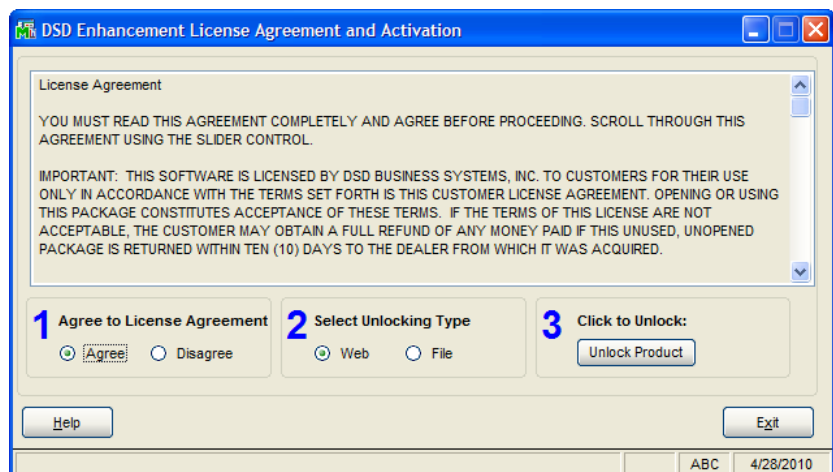 DSD Enhancement License Agreement and Activation
License Agreement
YOU MUST READ THIS AGREEMENT COMPLETELY AND AGREE BEFORE PROCEEDING. SCROLL THROUGH THIS
AGREEMENT USING THE SLIDER CONTROL.
IMPORTANT: THIS SOFTWARE IS LICENSED BY DSD BUSINESS SYSTEMS, INC. TO CUSTOMERS FOR THEIR USE
ONLY IN ACCORDANCE WITH THE TERMS SET FORTH IS THIS CUSTOMER LICENSE AGREEMENT. OPENING OR USING
THIS PACKAGE CONSTITUTES ACCEPTANCE OF THESE TERMS. IF THE TERMS OF THIS LICENSE ARE NOT
ACCEPTABLE, THE CUSTOMER MAY OBTAIN A FULL REFUND OF ANY MONEY PAID IF THIS UNUSED, UNOPENED
PACKAGE IS RETURNED WITHIN TEN (10) DAYS TO THE DEALER FROM WHICH IT WAS ACQUIRED.
1 Agree to License Agreement
Agree Disagree
2 Select Unlocking Type
Web File
3 Click to Unlock:
Unlock Product
Help
Exit
ABC 4/28/2010